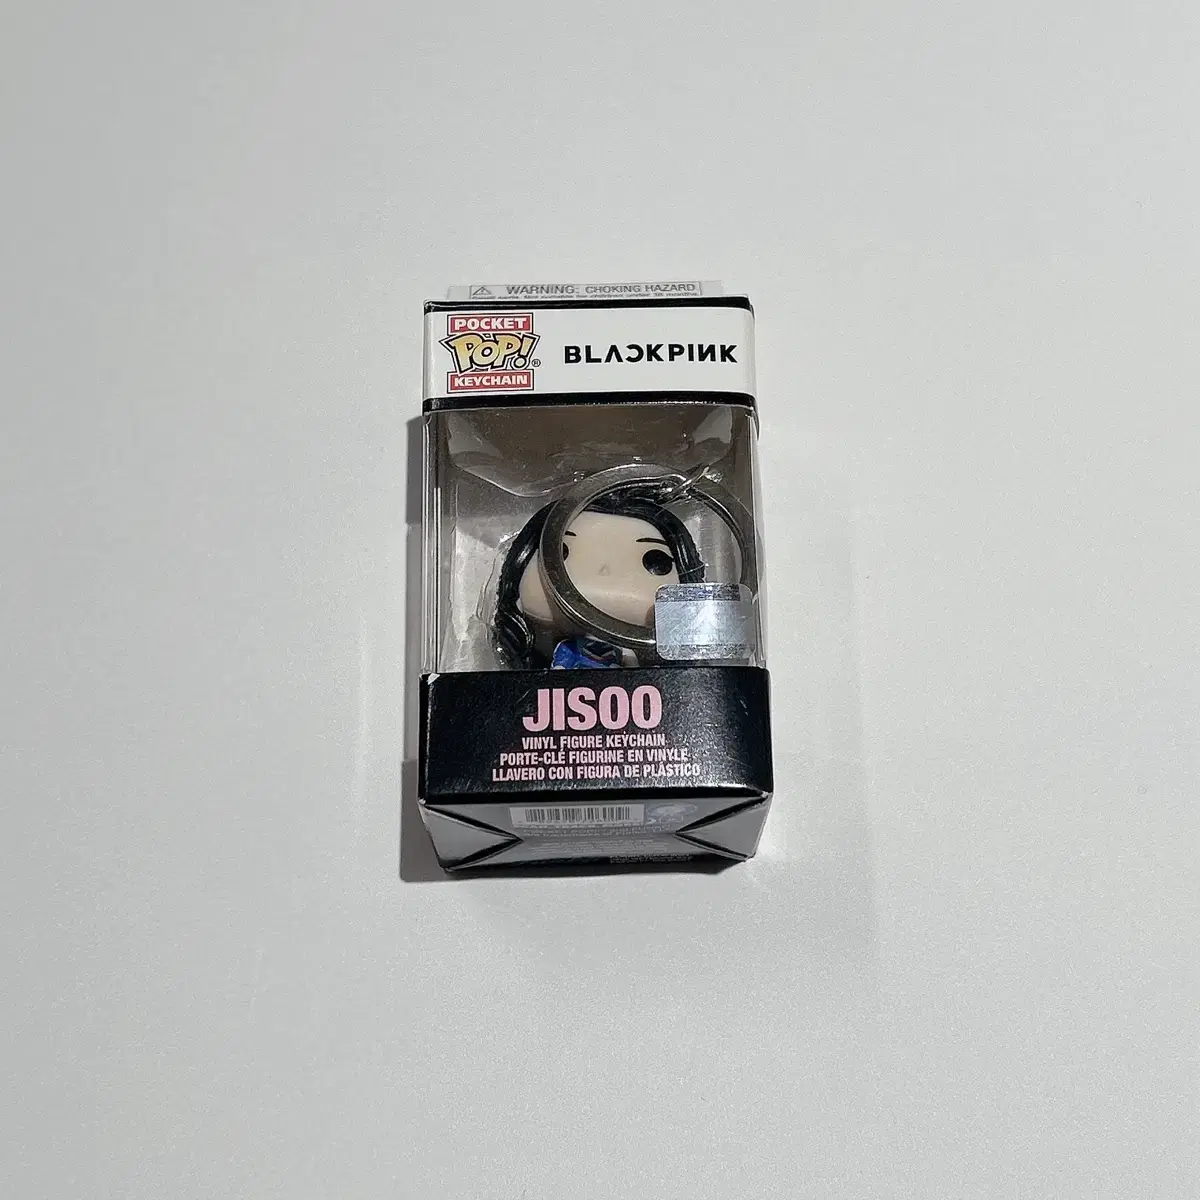 WARNING: CHOKING HAZARD
POCKET
POP!®
KEYCHAIN
BLACKPINK
JISOO
VINYL FIGURE KEYCHAIN
PORTE-CLÉ FIGURINE EN VINYLE
LLAVERO CON FIGURA DE PLÁSTICO